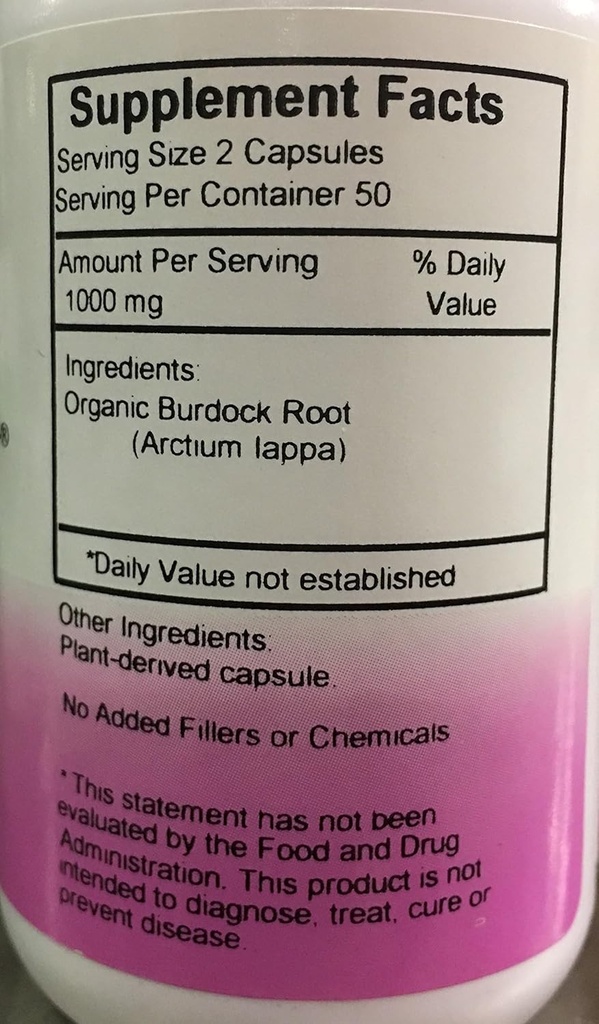 Supplement Facts
Serving Size 2 Capsules
Serving Per Container 50
Amount Per Serving % Daily
1000 mg Value
Ingredients:
Organic Burdock Root
(Arctium lappa)
*Daily Value not established
Other Ingredients:
Plant-derived capsule.
No Added Fillers or Chemicals
* This statement has not been
evaluated by the Food and Drug
Administration. This product is not
intended to diagnose, treat, cure or
prevent disease.
®